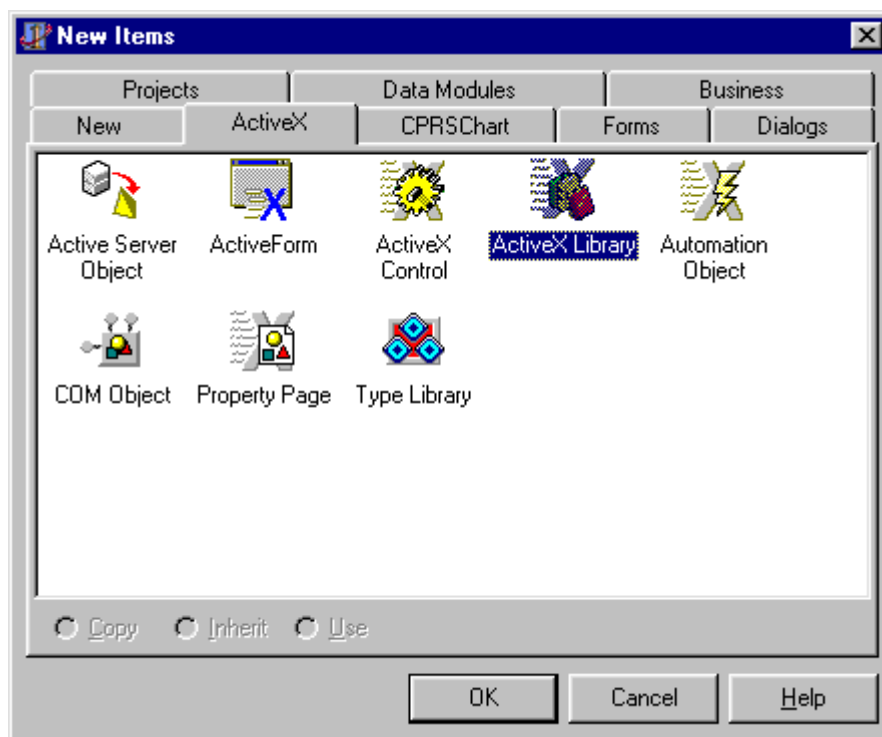 New Items
Projects Data Modules Business
New ActiveX CPRSChart Forms Dialogs
Active Server ActiveForm ActiveX ActiveX Library Automation
Object Control Object
COM Object Property Page Type Library
Copy Inherit Use
OK Cancel Help